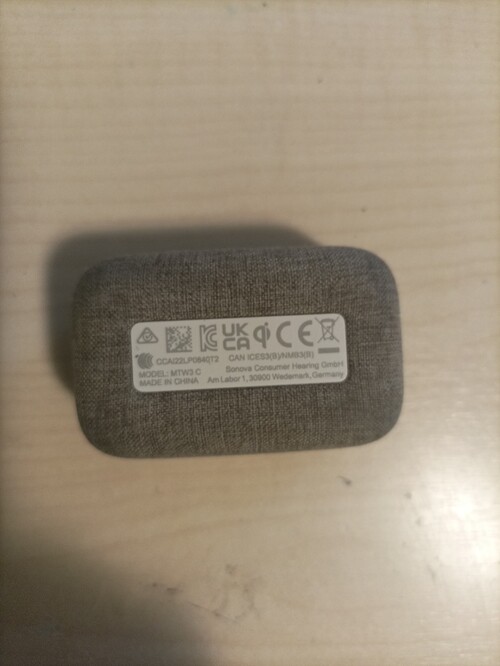 UK CA CE
CCAI22LP0840T2 CAN ICES3(B)/NMB3(B)
MODEL: MTW3 C Sonova Consumer Hearing GmbH
MADE IN CHINA Am Labor 1, 30900 Wedemark, Germany